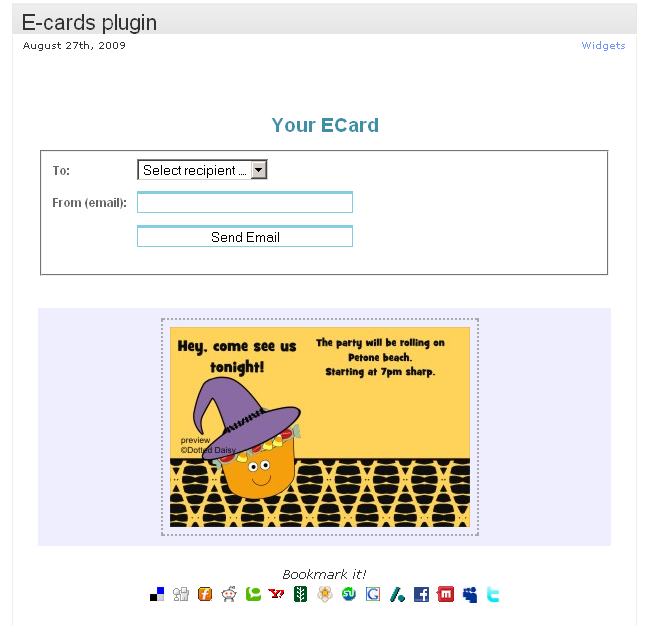 E-cards plugin
August 27th, 2009
Widgets
Your ECard
To:
Select recipient ...
From (email):
Send Email
Hey, come see us
tonight!
The party will be rolling on
Petone beach.
Starting at 7pm sharp.
preview
©Dotted Daisy
Bookmark it!